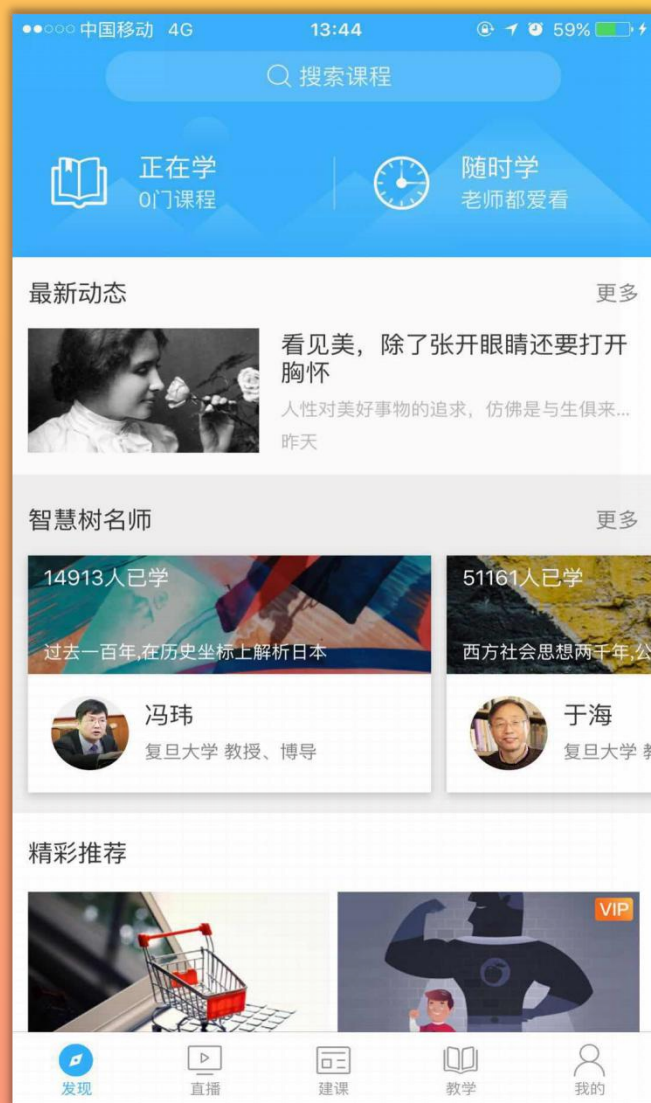 中国移动 4G 13:44 59%
搜索课程
正在学
0门课程
随时学
老师都爱看
最新动态 更多
看见美，除了张开眼睛还要打开
胸怀
人性对美好事物的追求，仿佛是与生俱来...
昨天
智慧树名师 更多
14913人已学
过去一百年,在历史坐标上解析日本
冯玮
复旦大学 教授、博导
51161人已学
西方社会思想两千年,公
于海
复旦大学 教
精彩推荐
VIP
发现 直播 建课 教学 我的